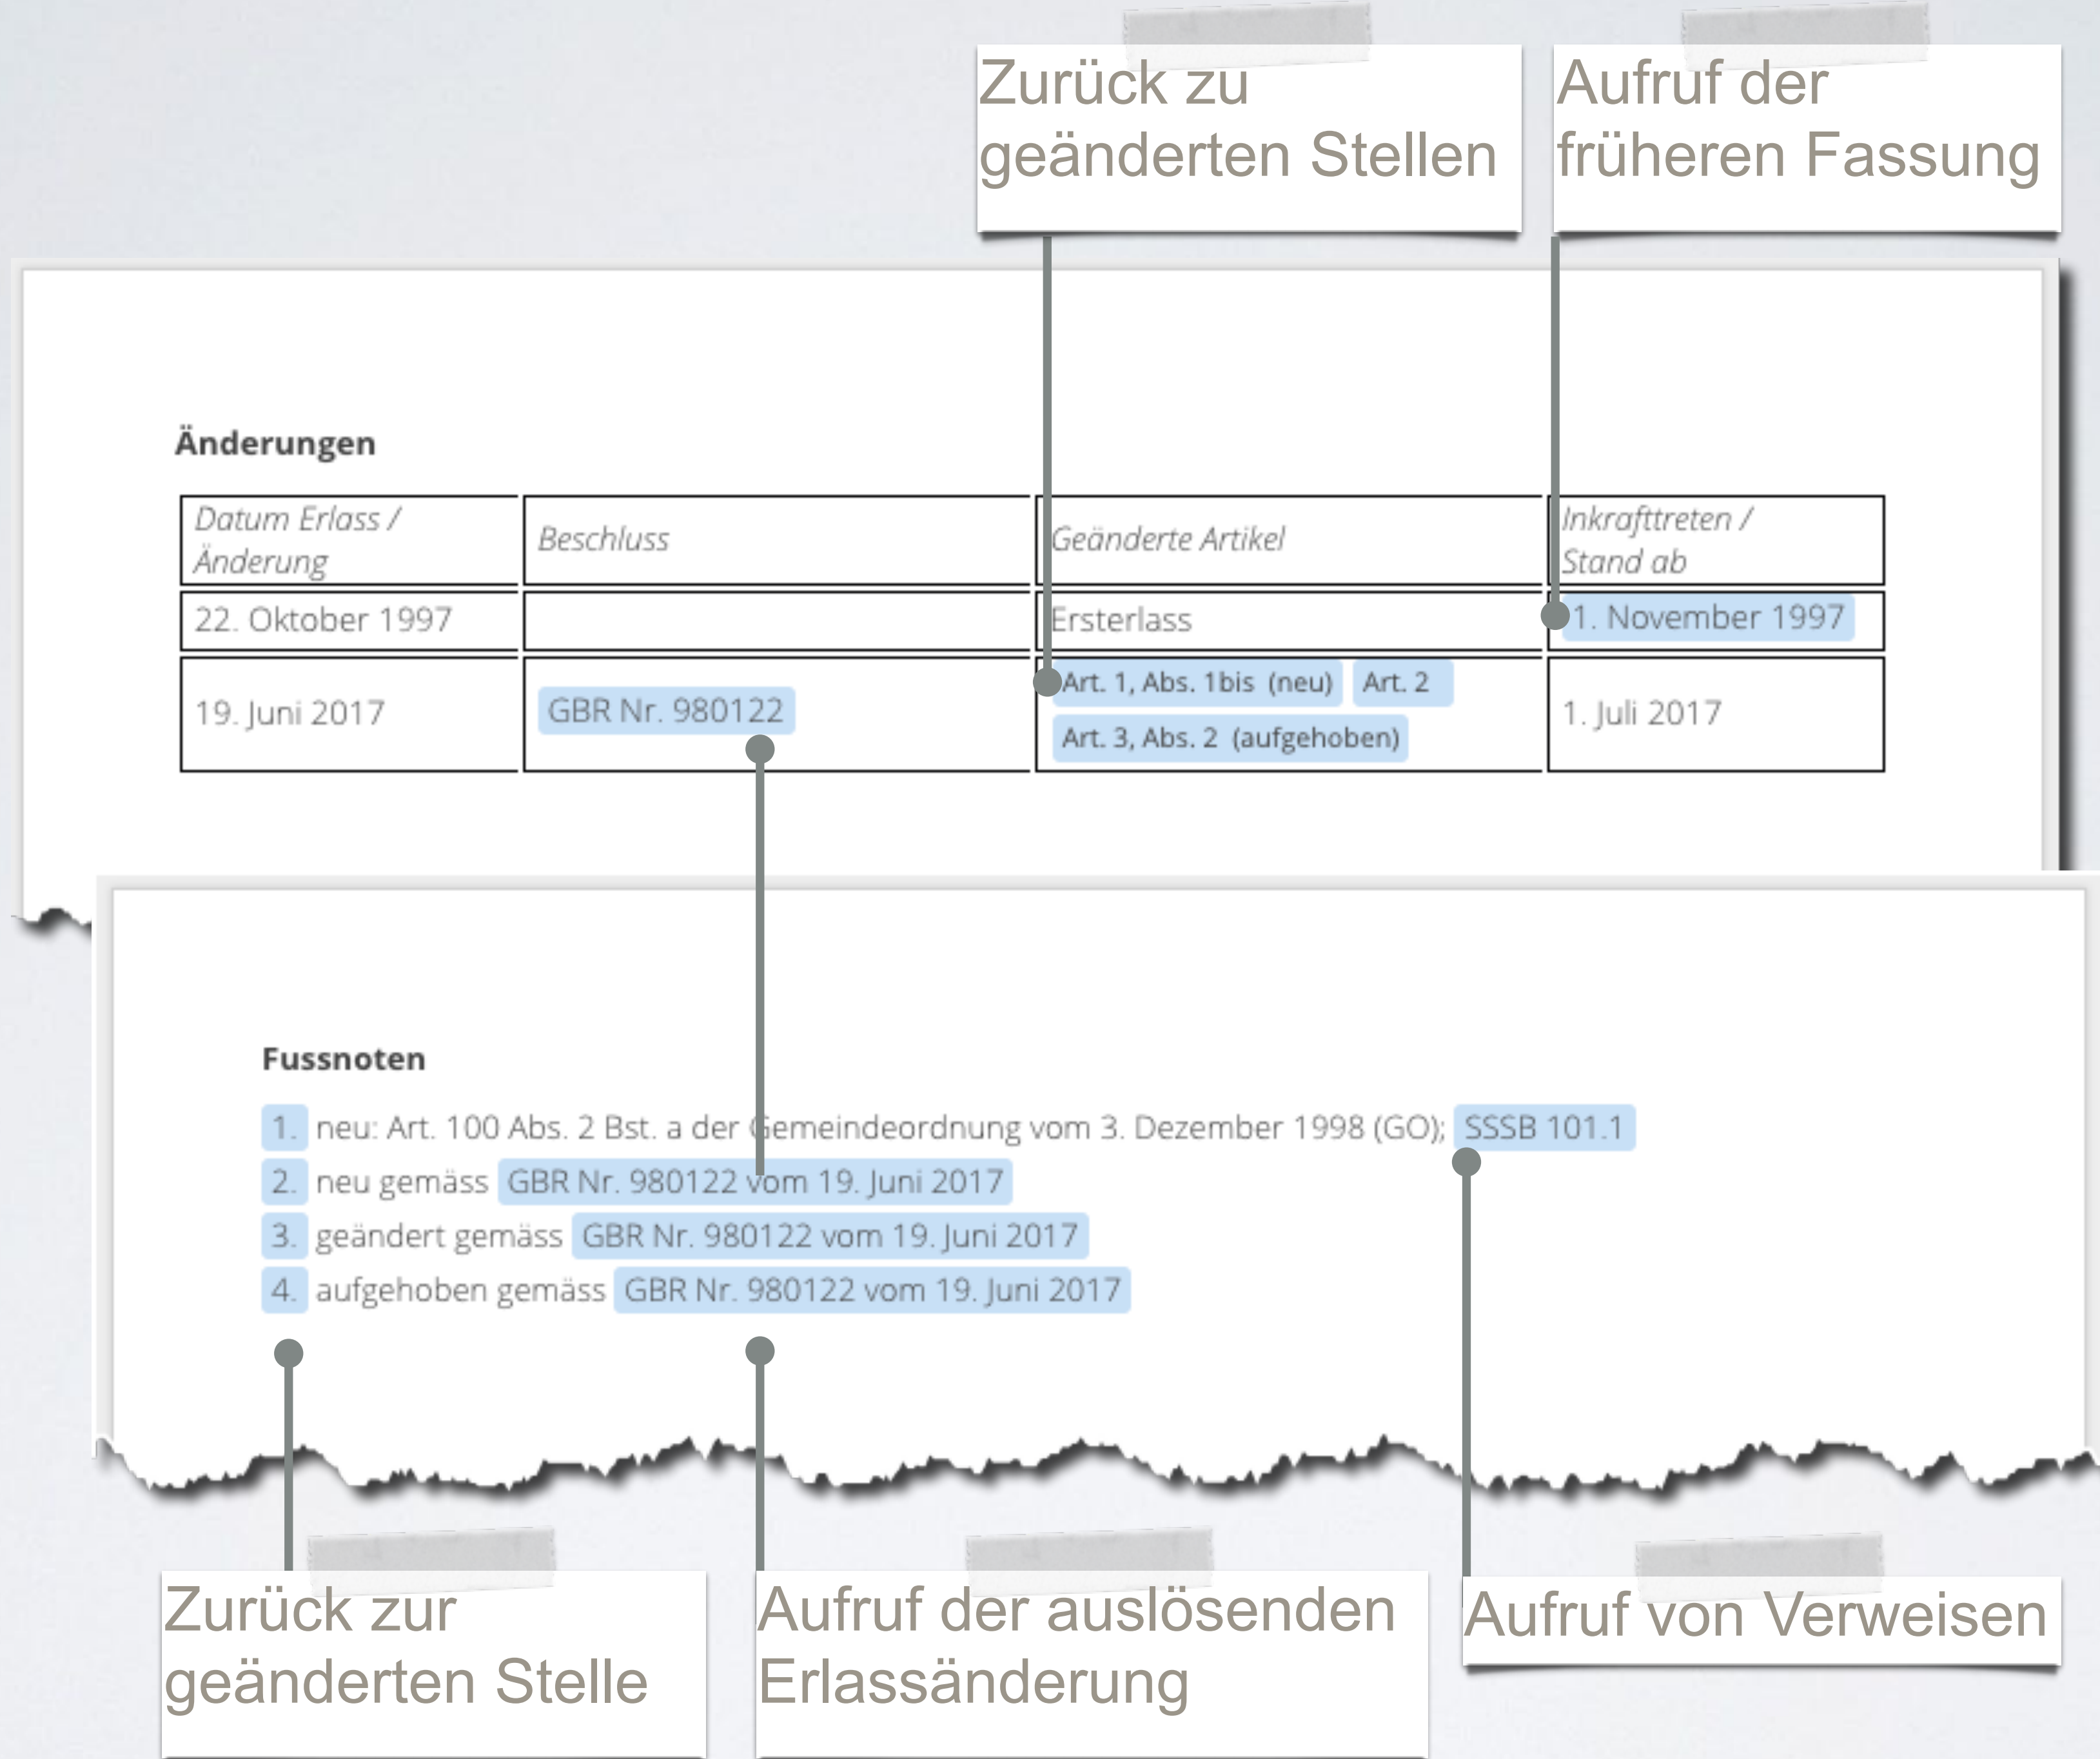 Zurück zu
geänderten Stellen
Aufruf der
früheren Fassung
Änderungen
Datum Erlass /
Änderung
Beschluss
Geänderte Artikel
Inkrafttreten /
Stand ab
22. Oktober 1997
Ersterlass
1. November 1997
19. Juni 2017
GBR Nr. 980122
Art. 1, Abs. 1bis (neu) Art. 2
Art. 3, Abs. 2 (aufgehoben)
1. Juli 2017
Fussnoten
1. neu: Art. 100 Abs. 2 Bst. a der Gemeindeordnung vom 3. Dezember 1998 (GO); SSSB 101.1
2. neu gemäss GBR Nr. 980122 vom 19. Juni 2017
3. geändert gemäss GBR Nr. 980122 vom 19. Juni 2017
4. aufgehoben gemäss GBR Nr. 980122 vom 19. Juni 2017
Zurück zur
geänderten Stelle
Aufruf der auslösenden
Erlassänderung
Aufruf von Verweisen